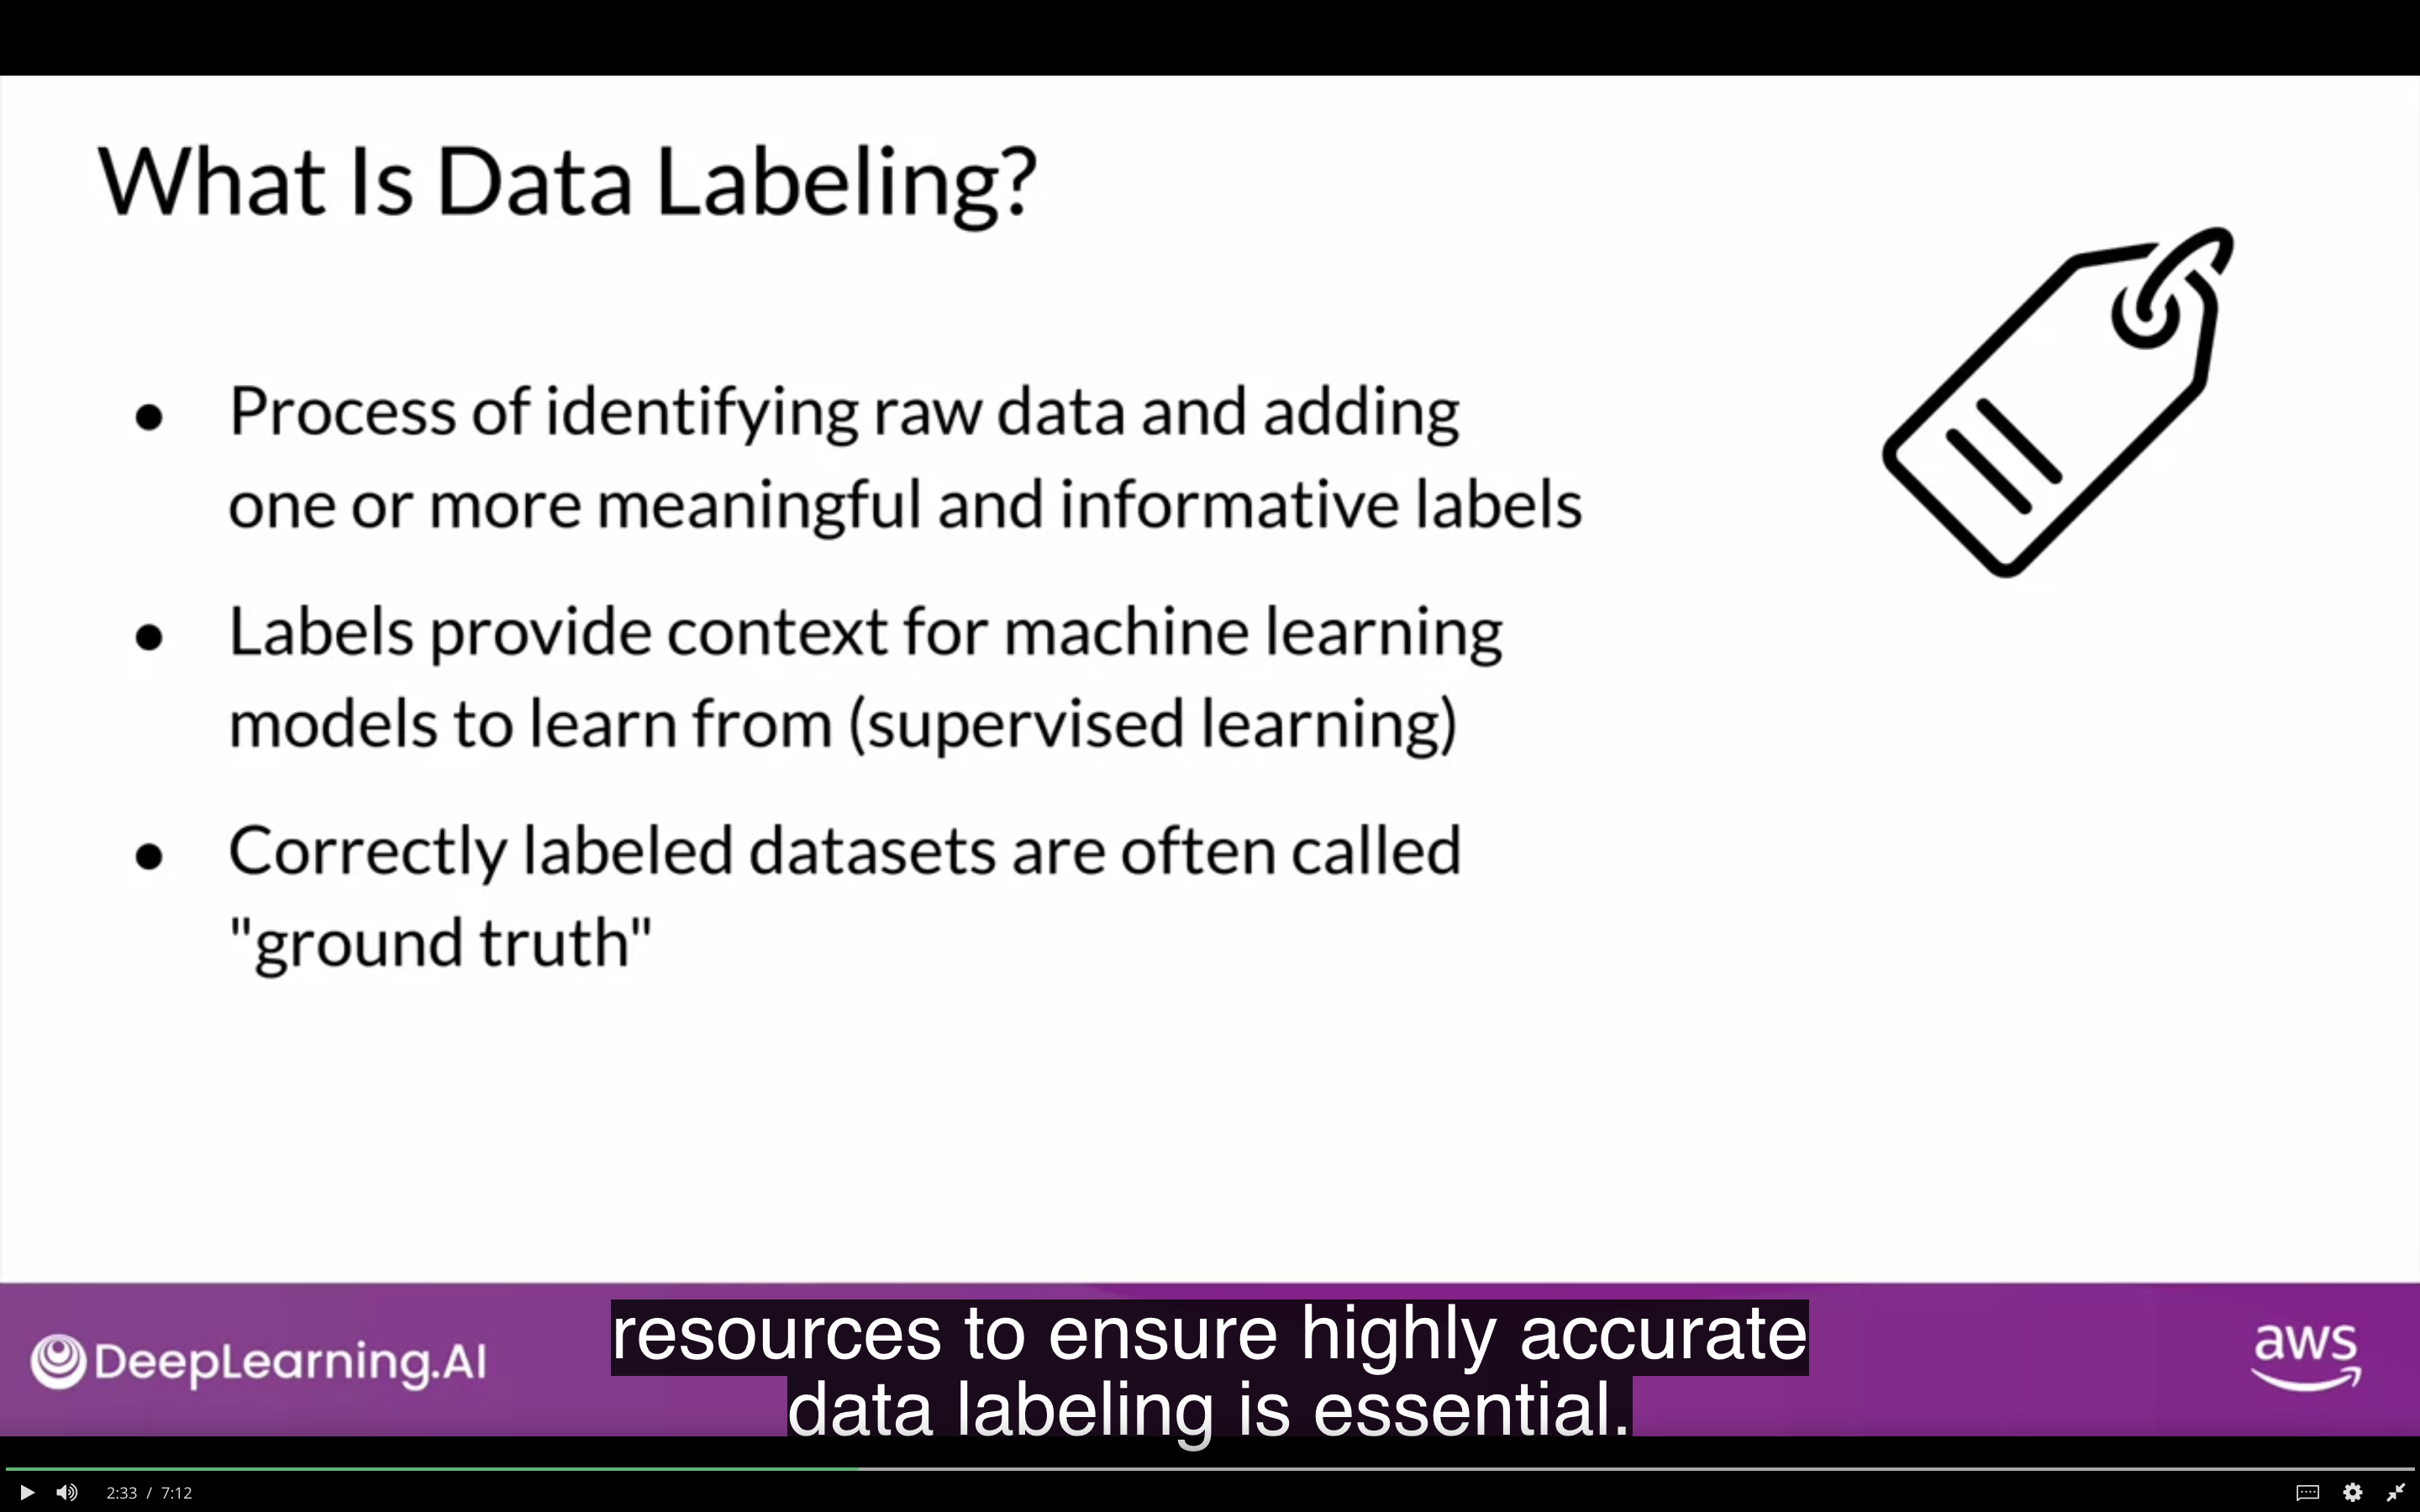 What Is Data Labeling?
● Process of identifying raw data and adding
one or more meaningful and informative labels
● Labels provide context for machine learning
models to learn from (supervised learning)
● Correctly labeled datasets are often called
"ground truth"
DeepLearning.AI
resources to ensure highly accurate
data labeling is essential.
aws
2:33 / 7:12